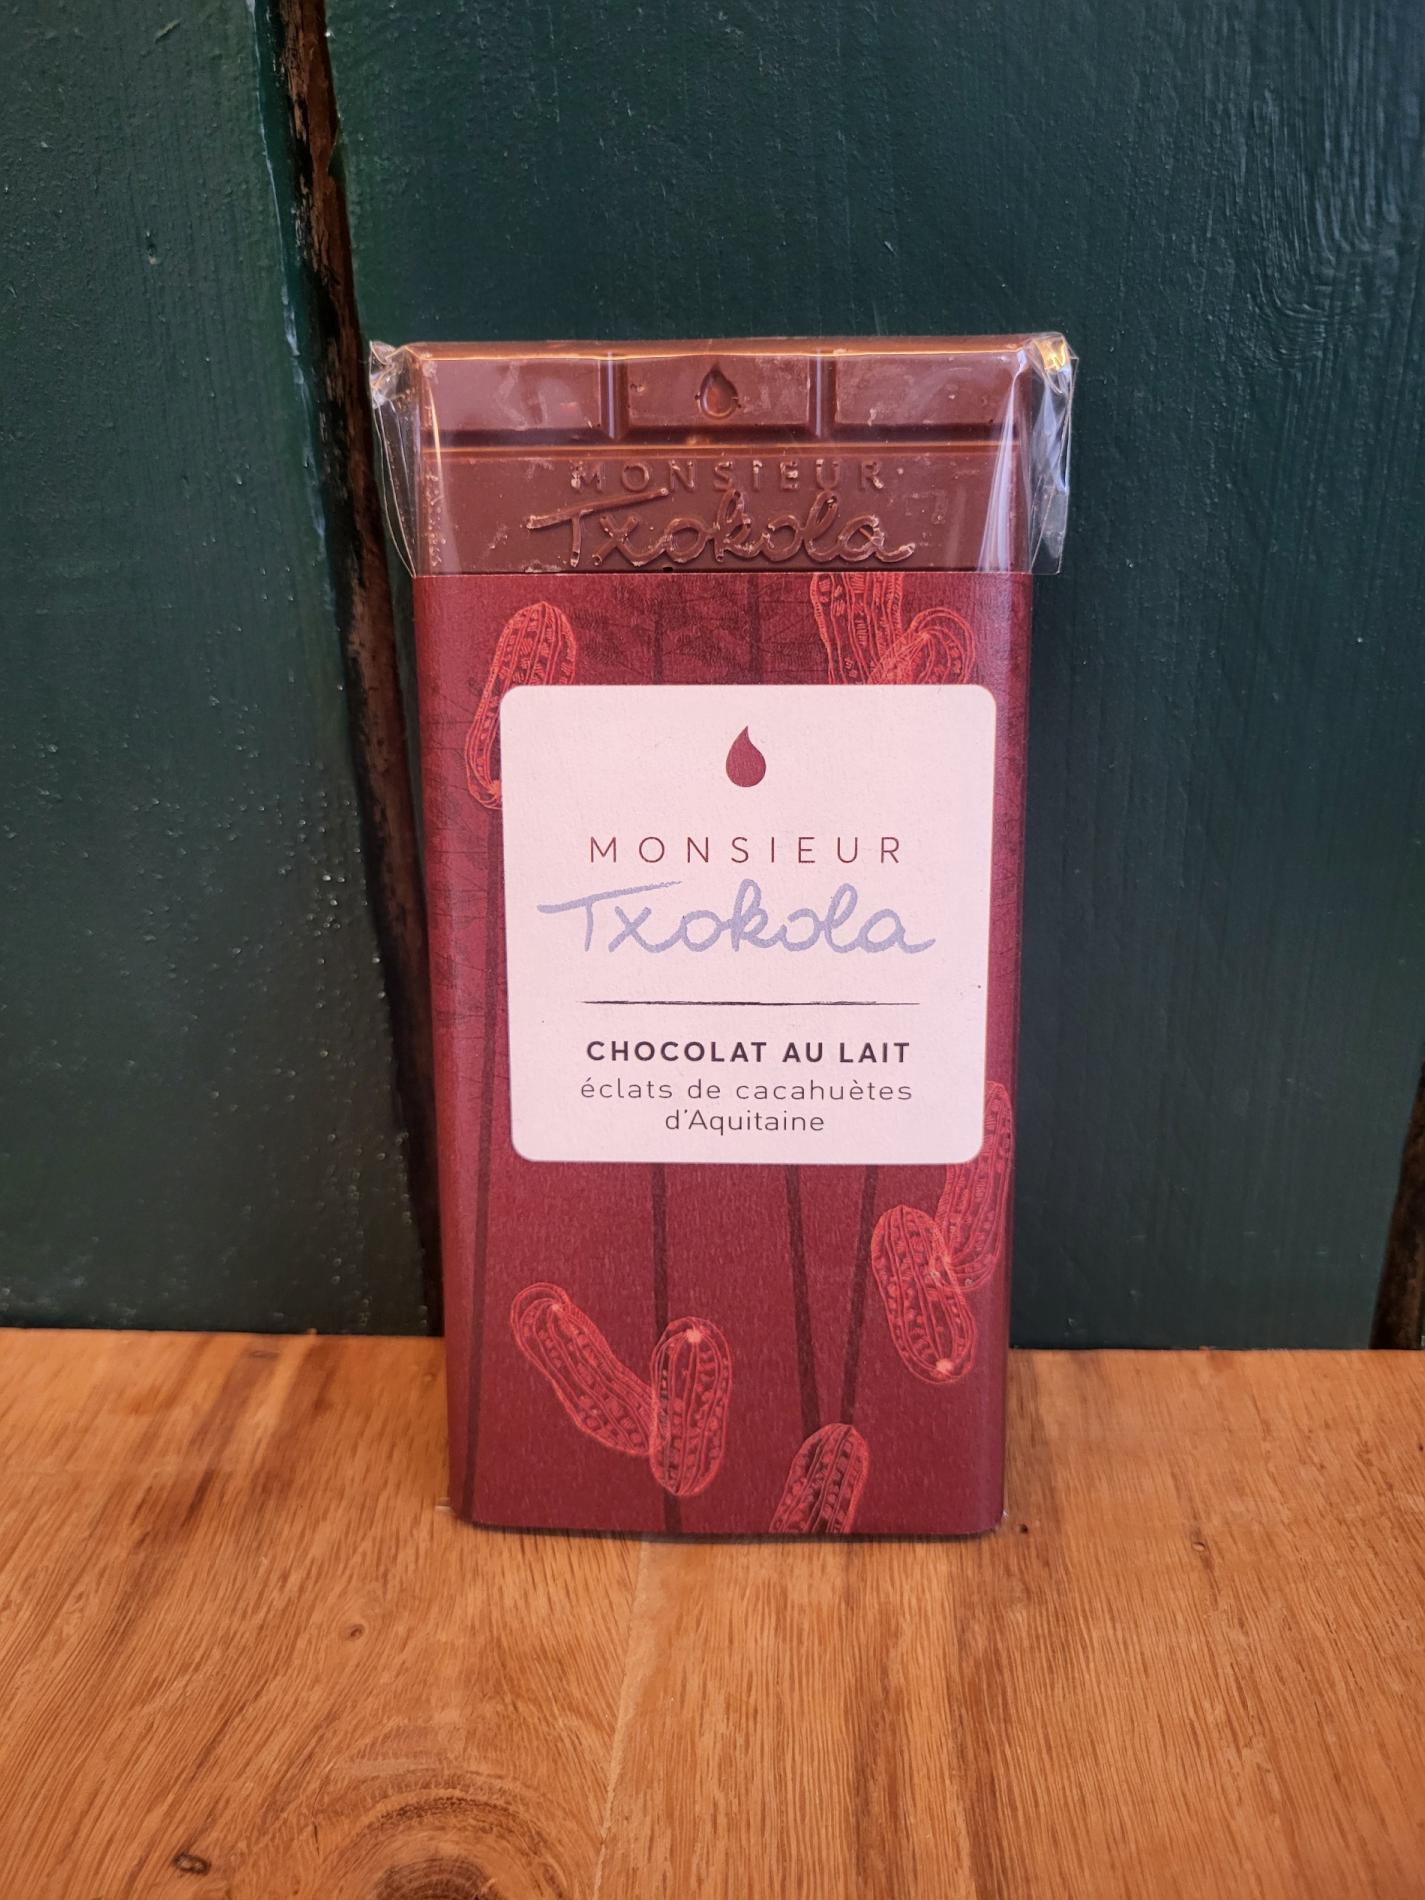 MONSIEUR
Txokola
MONSIEUR
Txokola
CHOCOLAT AU LAIT
éclats de cacahuètes
d'Aquitaine